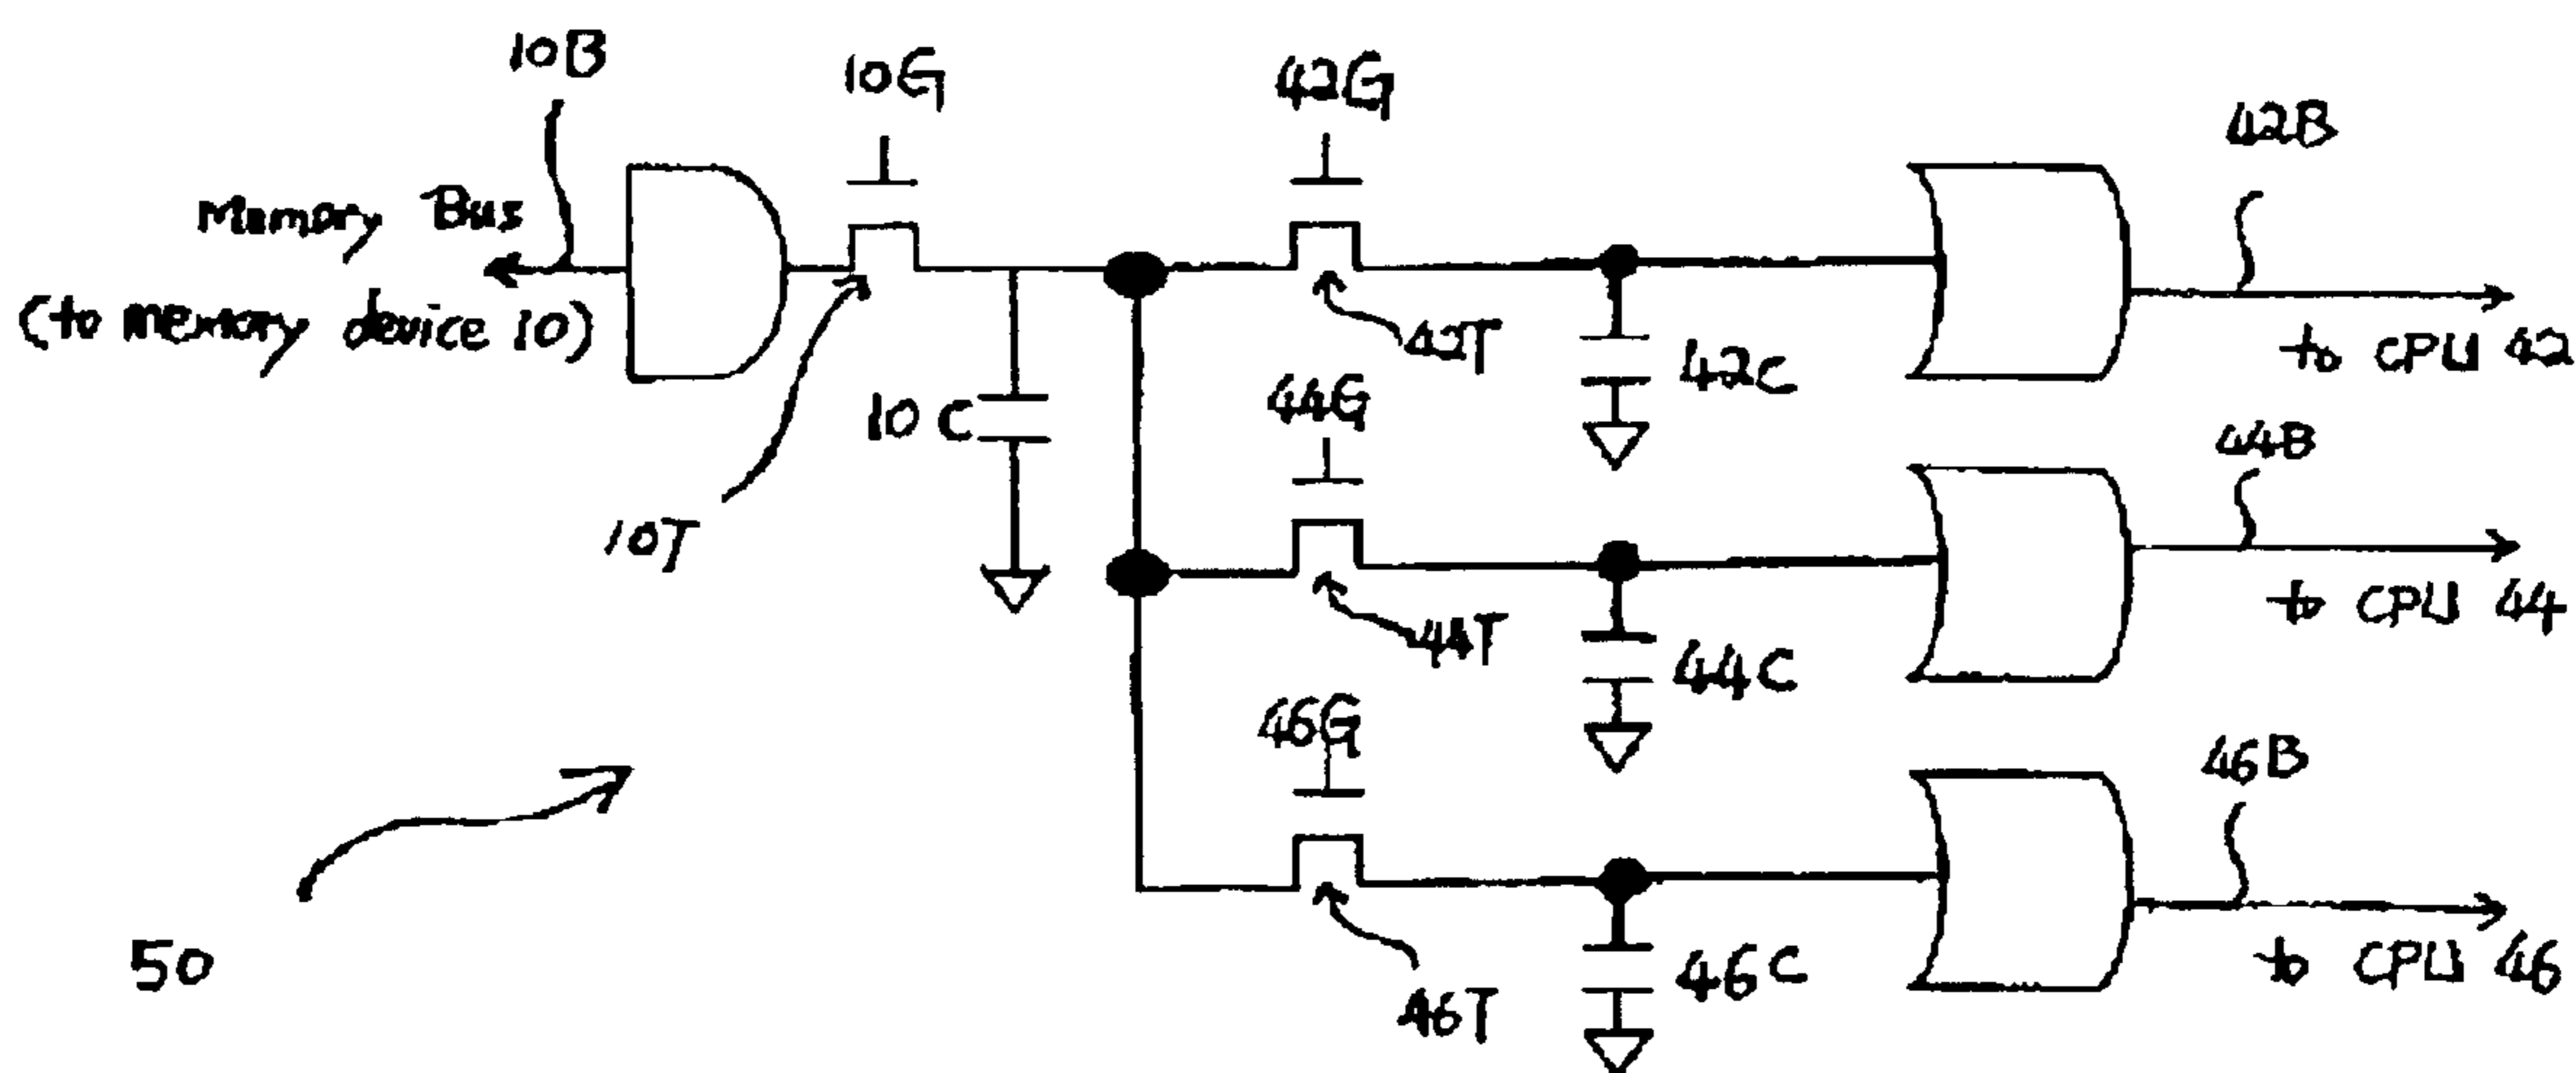 10B
10G
42G
42B
Memory Bus
(to memory device 10)
42T
to CPU 42
42C
10C
44G
44B
10T
44T
to CPU 44
44C
46G
46B
50
46T
46C
to CPU 46